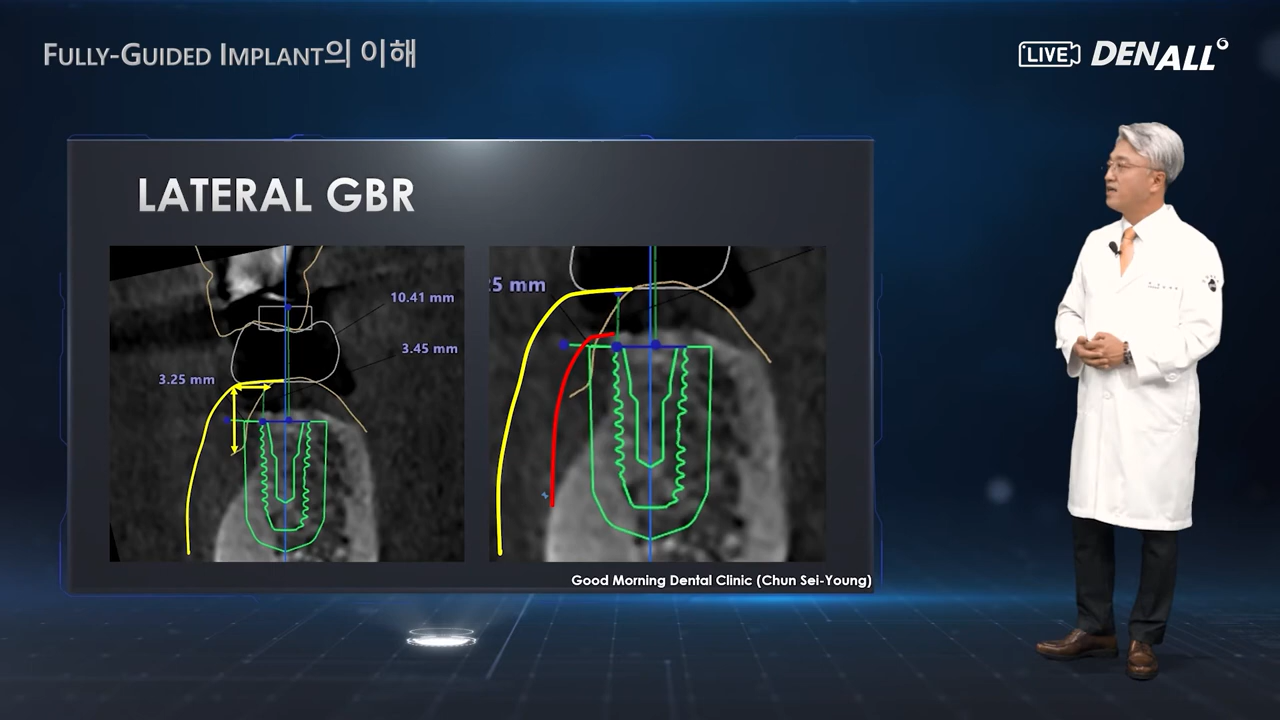 FULLY-GUIDED IMPLANT의 이해
LIVE DENALL
LATERAL GBR
10.41 mm
3.45 mm
3.25 mm
5 mm
Good Morning Dental Clinic (Chun Sei-Young)